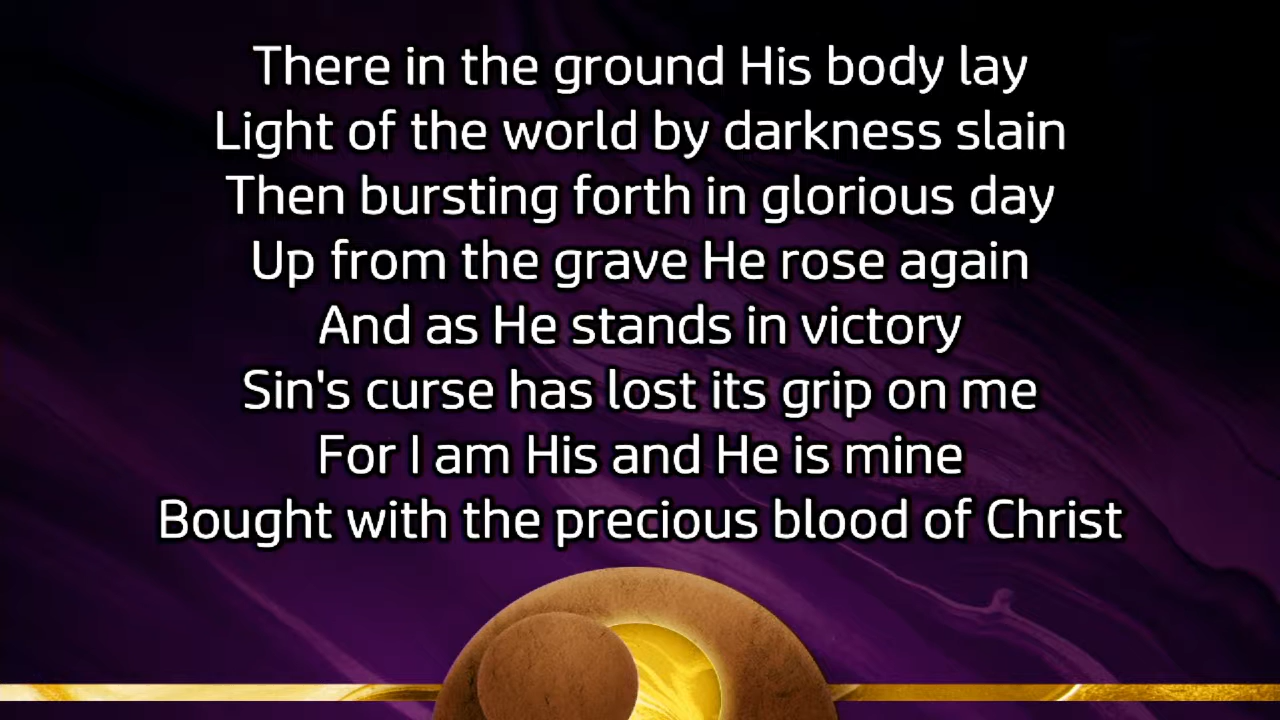 There in the ground His body lay
Light of the world by darkness slain
Then bursting forth in glorious day
Up from the grave He rose again
And as He stands in victory
Sin's curse has lost its grip on me
For I am His and He is mine
Bought with the precious blood of Christ